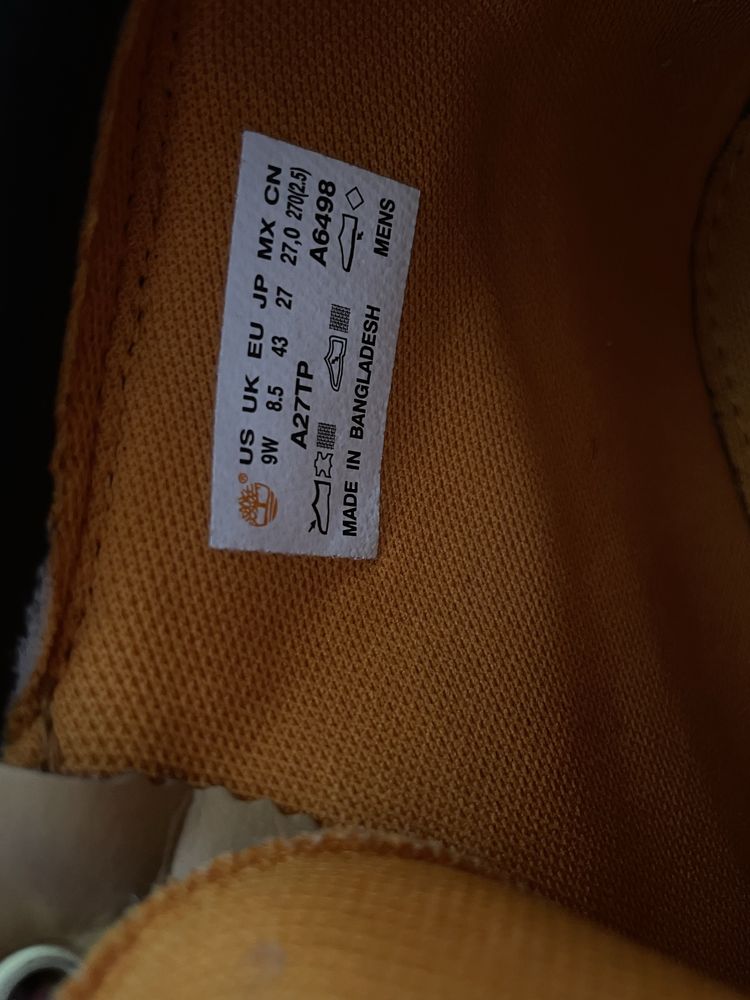 US UK EU JP MX CN
9W 8.5 43 27 27,0 270(2.5)
A27TP A6498
MADE IN BANGLADESH MENS